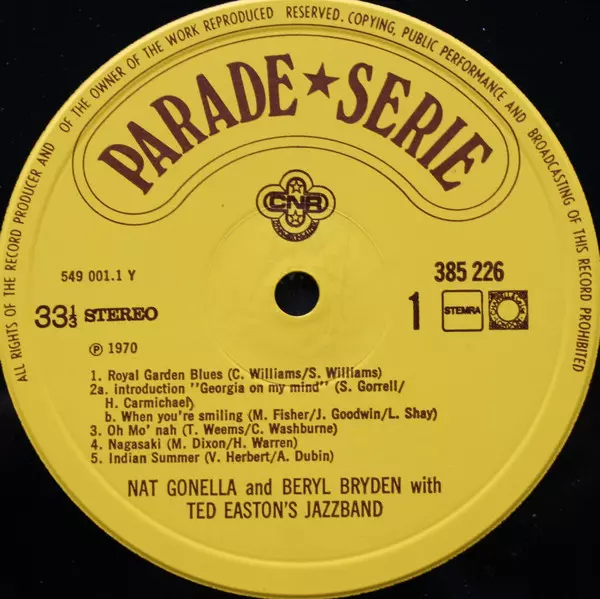 ALL RIGHTS OF THE RECORD PRODUCER AND OF THE OWNER OF THE WORK REPRODUCED RESERVED. COPYING, PUBLIC PERFORMANCE AND BROADCASTING OF THIS RECORD PROHIBITED
PARADE★SERIE
CNR
549 001.1 Y
385 226
33⅓ STEREO
1 STEMRA
℗ 1970
1. Royal Garden Blues (C. Williams/S. Williams)
2a. introduction "Georgia on my mind" (S. Gorrell/
H. Carmichael)
b. When you're smiling (M. Fisher/J. Goodwin/L. Shay)
3. Oh Mo' nah (T. Weems/C. Washburne)
4. Nagasaki (M. Dixon/H. Warren)
5. Indian Summer (V. Herbert/A. Dubin)
NAT GONELLA and BERYL BRYDEN with
TED EASTON'S JAZZBAND